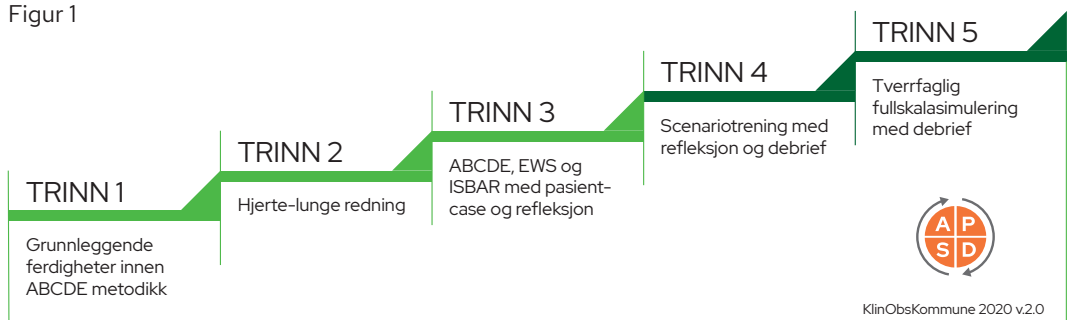 Figur 1
TRINN 1
Grunnleggende
ferdigheter innen
ABCDE metodikk
TRINN 2
Hjerte-lunge redning
TRINN 3
ABCDE, EWS og
ISBAR med pasient-
case og refleksjon
TRINN 4
Scenariotrening med
refleksjon og debrief
TRINN 5
Tverrfaglig
fullskalasimulering
med debrief
A P
S D
KlinObsKommune 2020 v.2.0